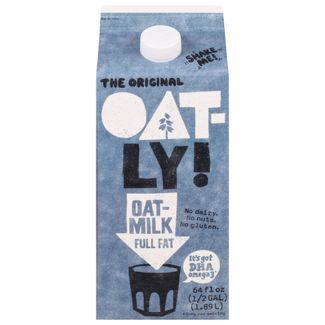 SHAKE
ME!
THE ORIGINAL
OAT-
LY!
OAT-
MILK
FULL FAT
No dairy.
No nuts.
No gluten.
It's got
DHA
omega 3
64 fl oz
(1/2 GAL)
(1.89L)